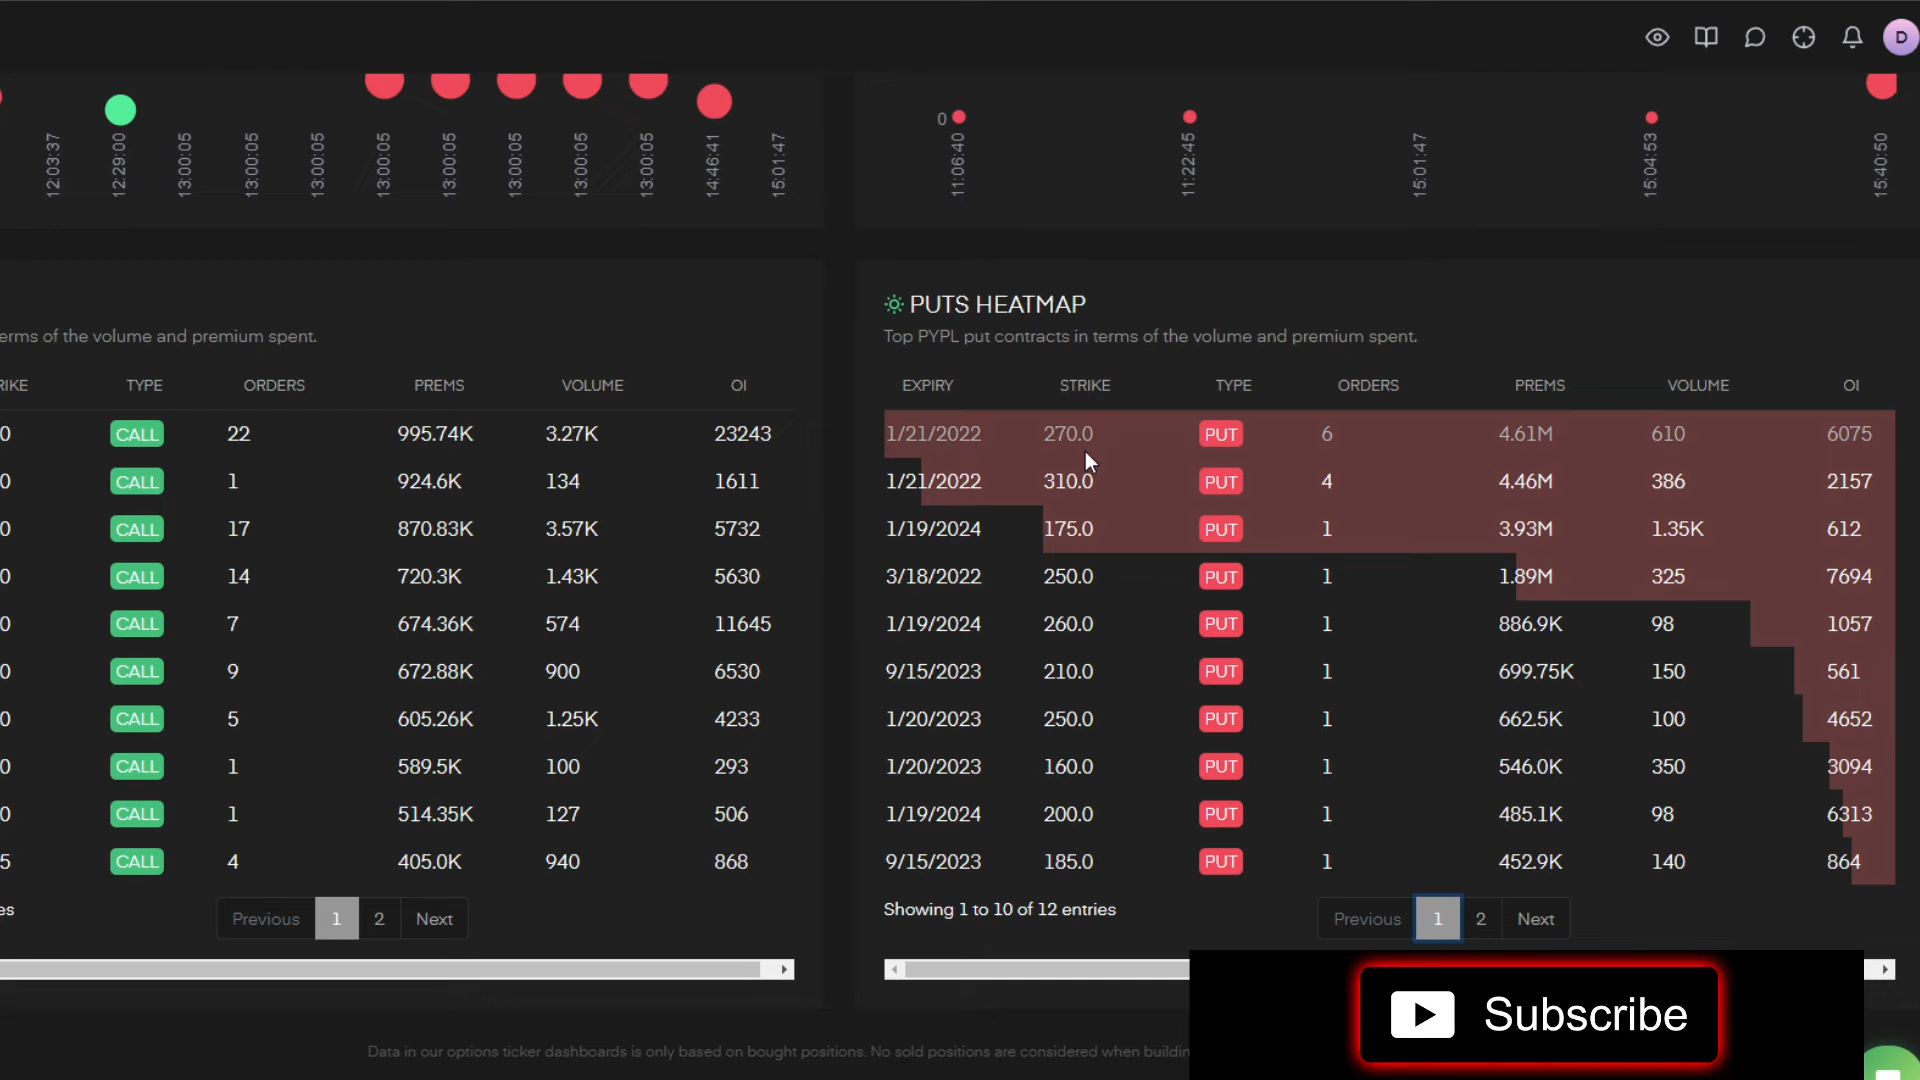 D
12:03:37
12:29:00
13:00:05
13:00:05
13:00:05
13:00:05
13:00:05
13:00:05
13:00:05
13:00:05
14:46:41
15:01:47
0
11:06:40
11:22:45
15:01:47
15:04:53
15:40:50
erms of the volume and premium spent.
RIKE TYPE ORDERS PREMS VOLUME OI
0 CALL 22 995.74K 3.27K 23243
0 CALL 1 924.6K 134 1611
0 CALL 17 870.83K 3.57K 5732
0 CALL 14 720.3K 1.43K 5630
0 CALL 7 674.36K 574 11645
0 CALL 9 672.88K 900 6530
0 CALL 5 605.26K 1.25K 4233
0 CALL 1 589.5K 100 293
0 CALL 1 514.35K 127 506
5 CALL 4 405.0K 940 868
es
Previous 1 2 Next
PUTS HEATMAP
Top PYPL put contracts in terms of the volume and premium spent.
EXPIRY STRIKE TYPE ORDERS PREMS VOLUME OI
1/21/2022 270.0 PUT 6 4.61M 610 6075
1/21/2022 310.0 PUT 4 4.46M 386 2157
1/19/2024 175.0 PUT 1 3.93M 1.35K 612
3/18/2022 250.0 PUT 1 1.89M 325 7694
1/19/2024 260.0 PUT 1 886.9K 98 1057
9/15/2023 210.0 PUT 1 699.75K 150 561
1/20/2023 250.0 PUT 1 662.5K 100 4652
1/20/2023 160.0 PUT 1 546.0K 350 3094
1/19/2024 200.0 PUT 1 485.1K 98 6313
9/15/2023 185.0 PUT 1 452.9K 140 864
Showing 1 to 10 of 12 entries
Previous 1 2 Next
Data in our options ticker dashboards is only based on bought positions. No sold positions are considered when buildin
Subscribe